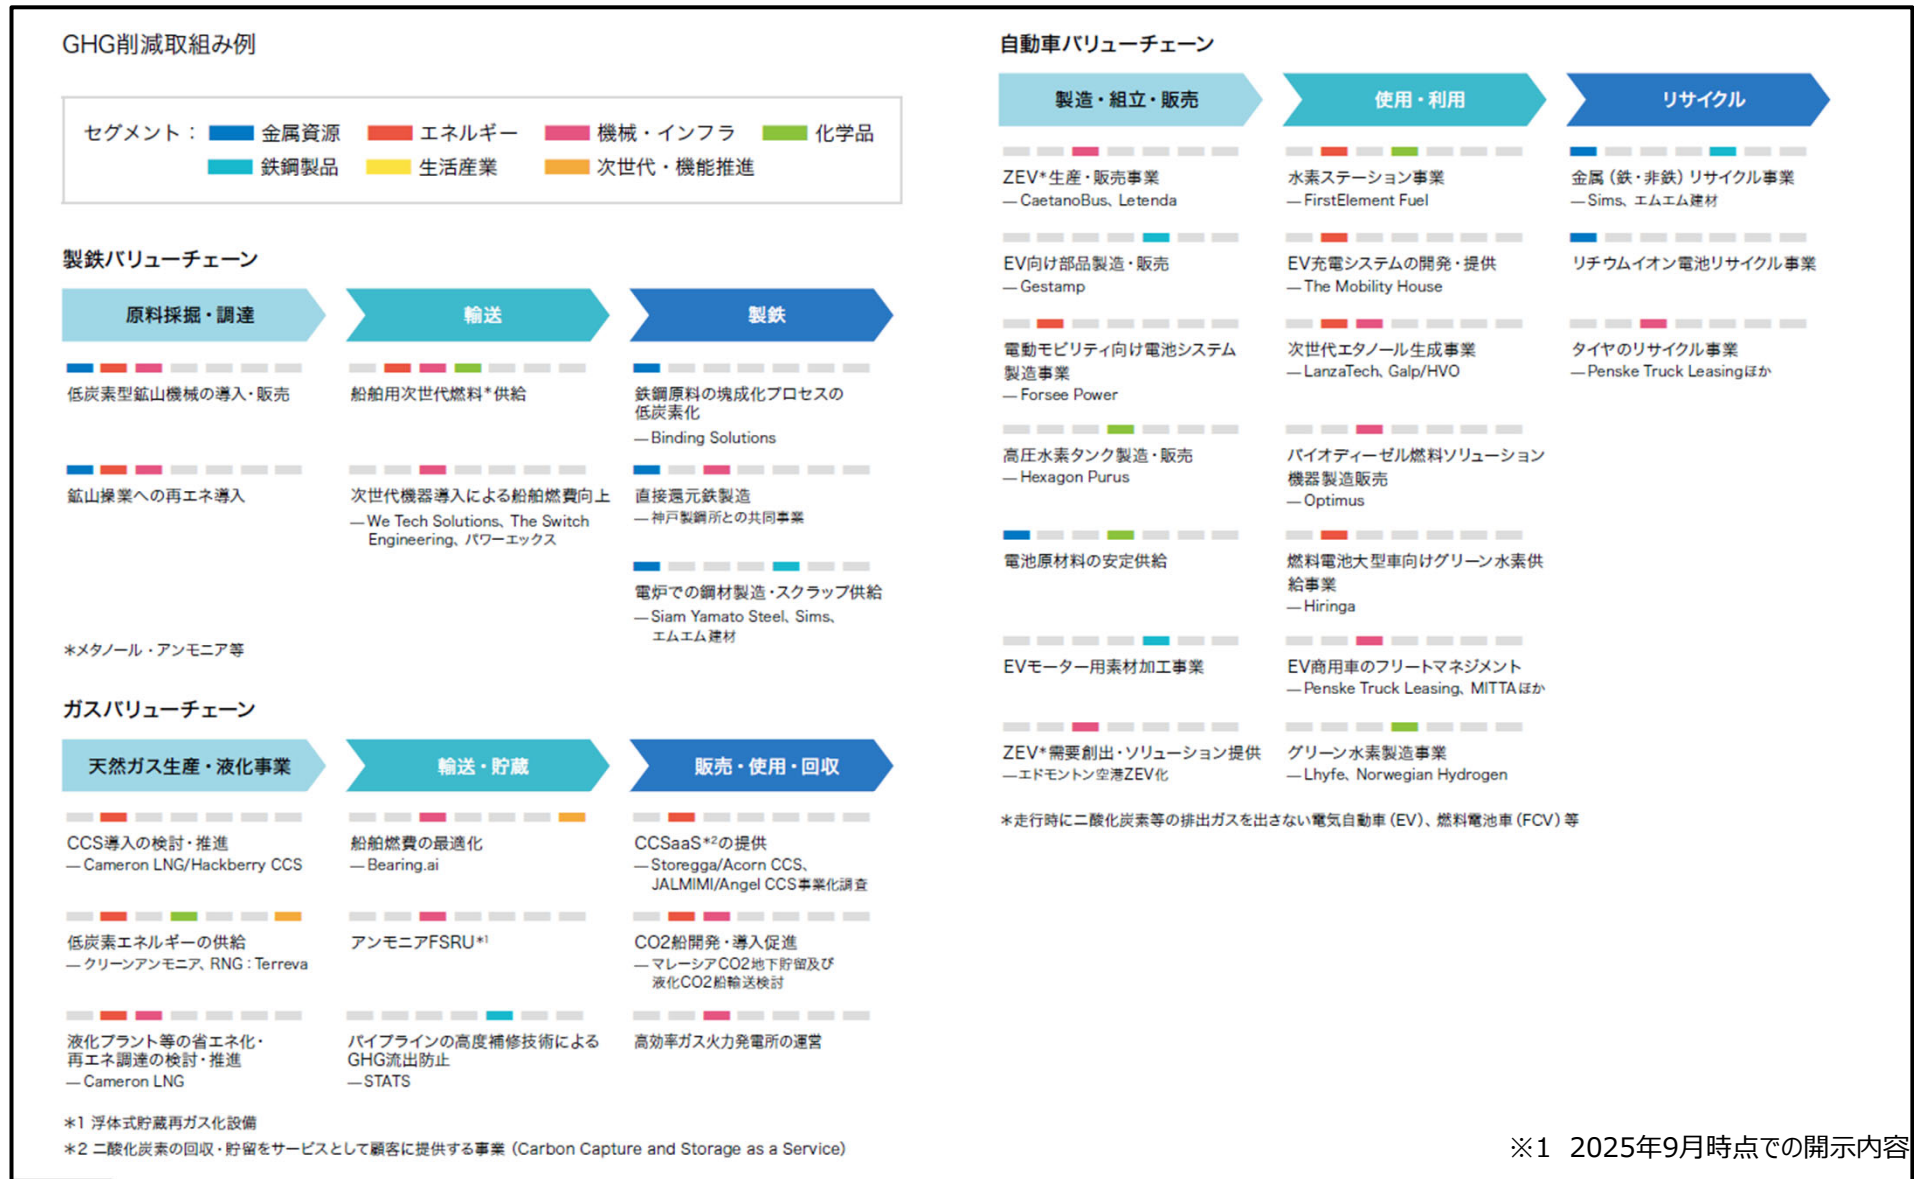 GHG削減取組み例
セグメント： 金属資源 エネルギー 機械・インフラ 化学品
鉄鋼製品 生活産業 次世代・機能推進
製鉄バリューチェーン
原料採掘・調達
低炭素型鉱山機械の導入・販売
鉱山操業への再エネ導入
輸送
船舶用次世代燃料*供給
次世代機器導入による船舶燃費向上
— We Tech Solutions、The Switch
Engineering、パワーエックス
製鉄
鉄鋼原料の塊成化プロセスの
低炭素化
— Binding Solutions
直接還元鉄製造
— 神戸製鋼所との共同事業
電炉での鋼材製造・スクラップ供給
— Siam Yamato Steel、Sims、
エムエム建材
*メタノール・アンモニア等
ガスバリューチェーン
天然ガス生産・液化事業
CCS導入の検討・推進
— Cameron LNG/Hackberry CCS
低炭素エネルギーの供給
— クリーンアンモニア、RNG：Terreva
液化プラント等の省エネ化・
再エネ調達の検討・推進
— Cameron LNG
輸送・貯蔵
船舶燃費の最適化
— Bearing.ai
アンモニアFSRU*1
パイプラインの高度補修技術による
GHG流出防止
— STATS
販売・使用・回収
CCSaaS*2の提供
— Storegga/Acorn CCS、
JALMIMI/Angel CCS事業化調査
CO2船開発・導入促進
— マレーシアCO2地下貯留及び
液化CO2船輸送検討
高効率ガス火力発電所の運営
*1 浮体式貯蔵再ガス化設備
*2 二酸化炭素の回収・貯留をサービスとして顧客に提供する事業（Carbon Capture and Storage as a Service）
自動車バリューチェーン
製造・組立・販売
ZEV*生産・販売事業
— CaetanoBus、Letenda
EV向け部品製造・販売
— Gestamp
電動モビリティ向け電池システム
製造事業
— Forsee Power
高圧水素タンク製造・販売
— Hexagon Purus
電池原材料の安定供給
EVモーター用素材加工事業
ZEV*需要創出・ソリューション提供
— エドモントン空港ZEV化
使用・利用
水素ステーション事業
— FirstElement Fuel
EV充電システムの開発・提供
— The Mobility House
次世代エタノール生成事業
— LanzaTech、Galp/HVO
バイオディーゼル燃料ソリューション
機器製造販売
— Optimus
燃料電池大型車向けグリーン水素供
給事業
— Hiringa
EV商用車のフリートマネジメント
— Penske Truck Leasing、MITTAほか
グリーン水素製造事業
— Lhyfe、Norwegian Hydrogen
リサイクル
金属（鉄・非鉄）リサイクル事業
— Sims、エムエム建材
リチウムイオン電池リサイクル事業
タイヤのリサイクル事業
— Penske Truck Leasingほか
*走行時に二酸化炭素等の排出ガスを出さない電気自動車（EV）、燃料電池車（FCV）等
※1 2025年9月時点での開示内容